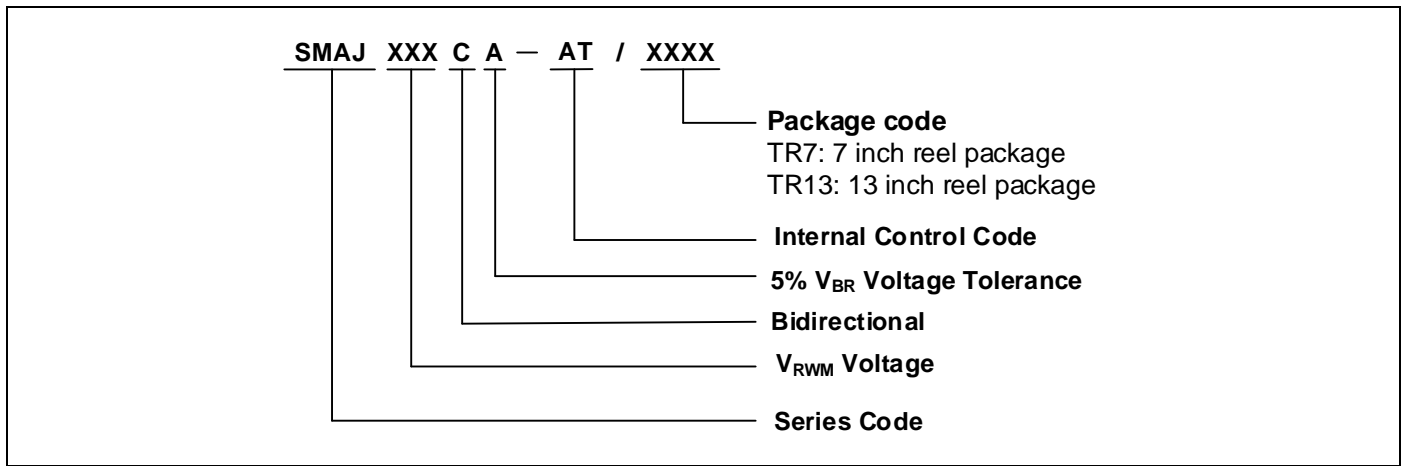 SMAJ XXX C A — AT / XXXX
Package code
TR7: 7 inch reel package
TR13: 13 inch reel package
Internal Control Code
5% VBR Voltage Tolerance
Bidirectional
VRWM Voltage
Series Code